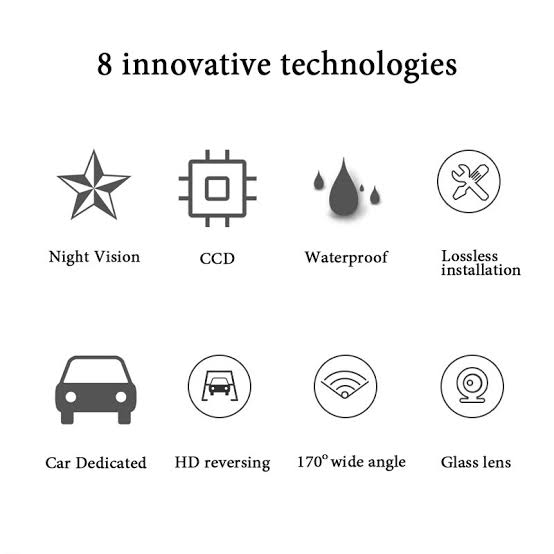 8 innovative technologies
Night Vision
CCD
Waterproof
Lossless
installation
Car Dedicated
HD reversing
170° wide angle
Glass lens